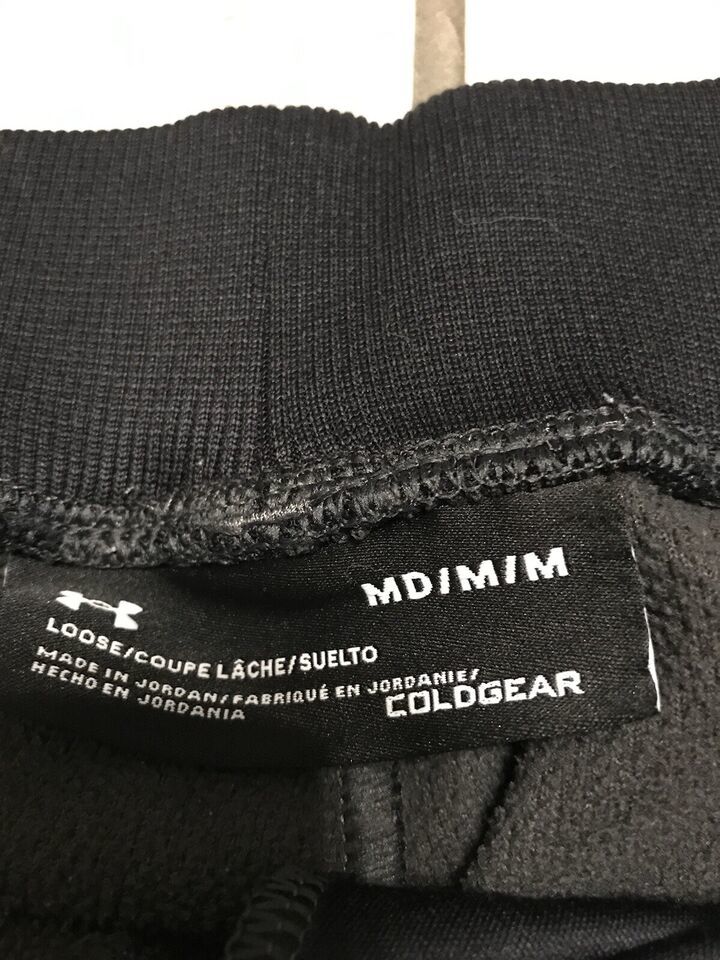 MD/M/M
LOOSE/COUPE LÂCHE/SUELTO
MADE IN JORDAN/FABRIQUÉ EN JORDANIE/
HECHO EN JORDANIA
COLDGEAR